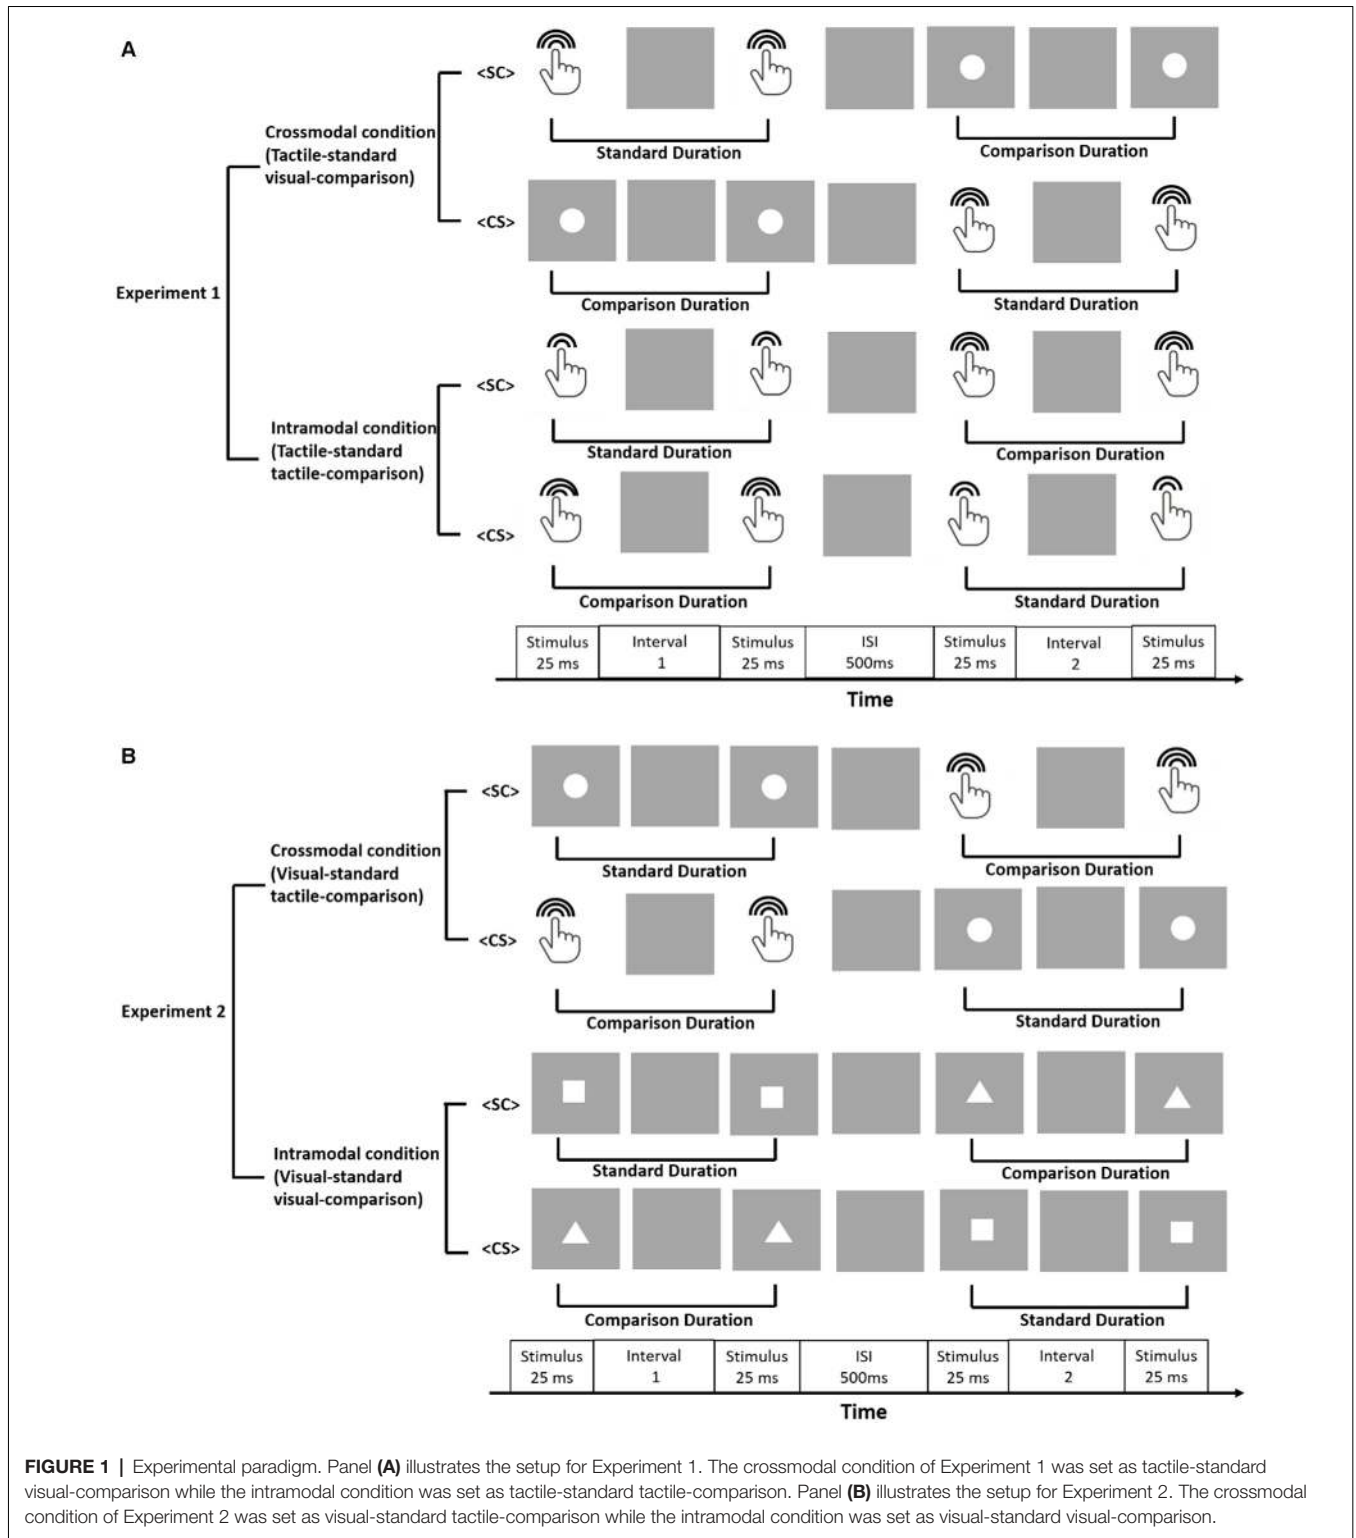 A
<SC>
Crossmodal condition
(Tactile-standard
visual-comparison)
Standard Duration
Comparison Duration
<CS>
Comparison Duration
Standard Duration
Experiment 1
<SC>
Intramodal condition
(Tactile-standard
tactile-comparison)
Standard Duration
Comparison Duration
<CS>
Comparison Duration
Standard Duration
Stimulus 25 ms
Interval 1
Stimulus 25 ms
ISI 500ms
Stimulus 25 ms
Interval 2
Stimulus 25 ms
Time
B
<SC>
Crossmodal condition
(Visual-standard
tactile-comparison)
Standard Duration
Comparison Duration
<CS>
Comparison Duration
Standard Duration
Experiment 2
<SC>
Intramodal condition
(Visual-standard
visual-comparison)
Standard Duration
Comparison Duration
<CS>
Comparison Duration
Standard Duration
Stimulus 25 ms
Interval 1
Stimulus 25 ms
ISI 500ms
Stimulus 25 ms
Interval 2
Stimulus 25 ms
Time
FIGURE 1 | Experimental paradigm. Panel (A) illustrates the setup for Experiment 1. The crossmodal condition of Experiment 1 was set as tactile-standard
visual-comparison while the intramodal condition was set as tactile-standard tactile-comparison. Panel (B) illustrates the setup for Experiment 2. The crossmodal
condition of Experiment 2 was set as visual-standard tactile-comparison while the intramodal condition was set as visual-standard visual-comparison.